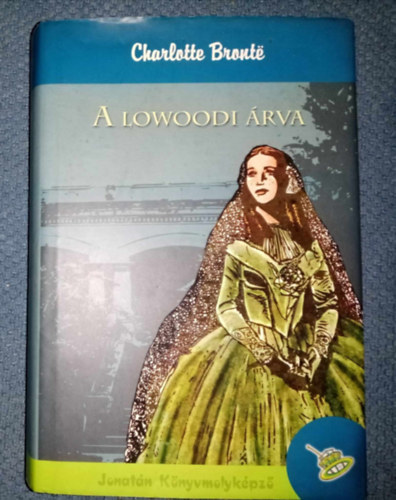 Charlotte Brontë
A LOWOODI ÁRVA
Jonatán Könyvmolyképző